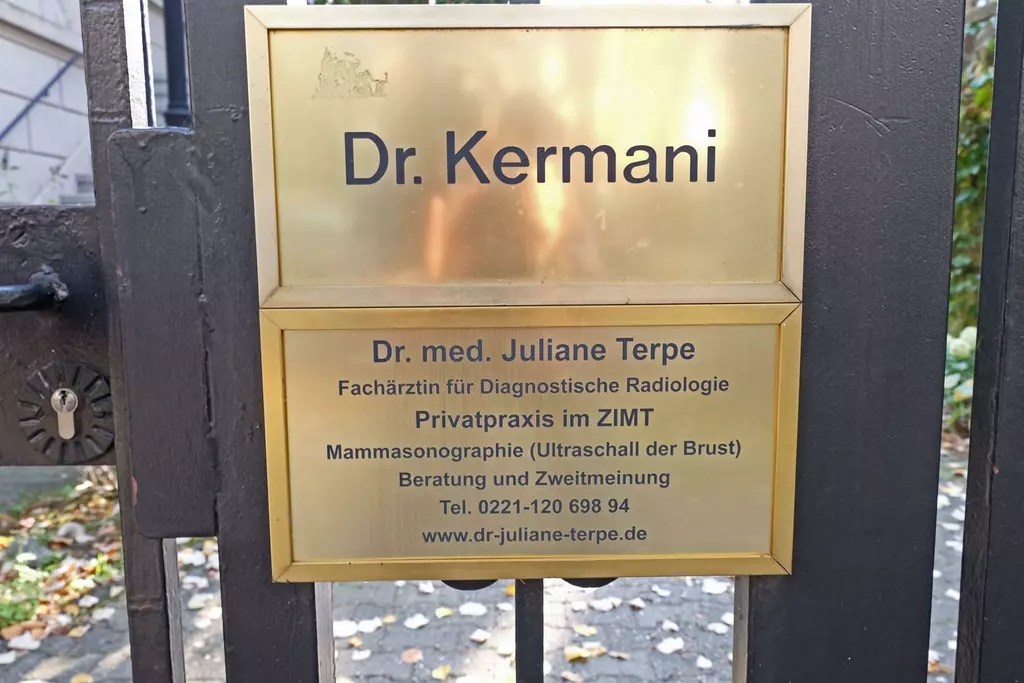 Dr. Kermani
Dr. med. Juliane Terpe
Fachärztin für Diagnostische Radiologie
Privatpraxis im ZIMT
Mammasonographie (Ultraschall der Brust)
Beratung und Zweitmeinung
Tel. 0221-120 698 94
www.dr-juliane-terpe.de